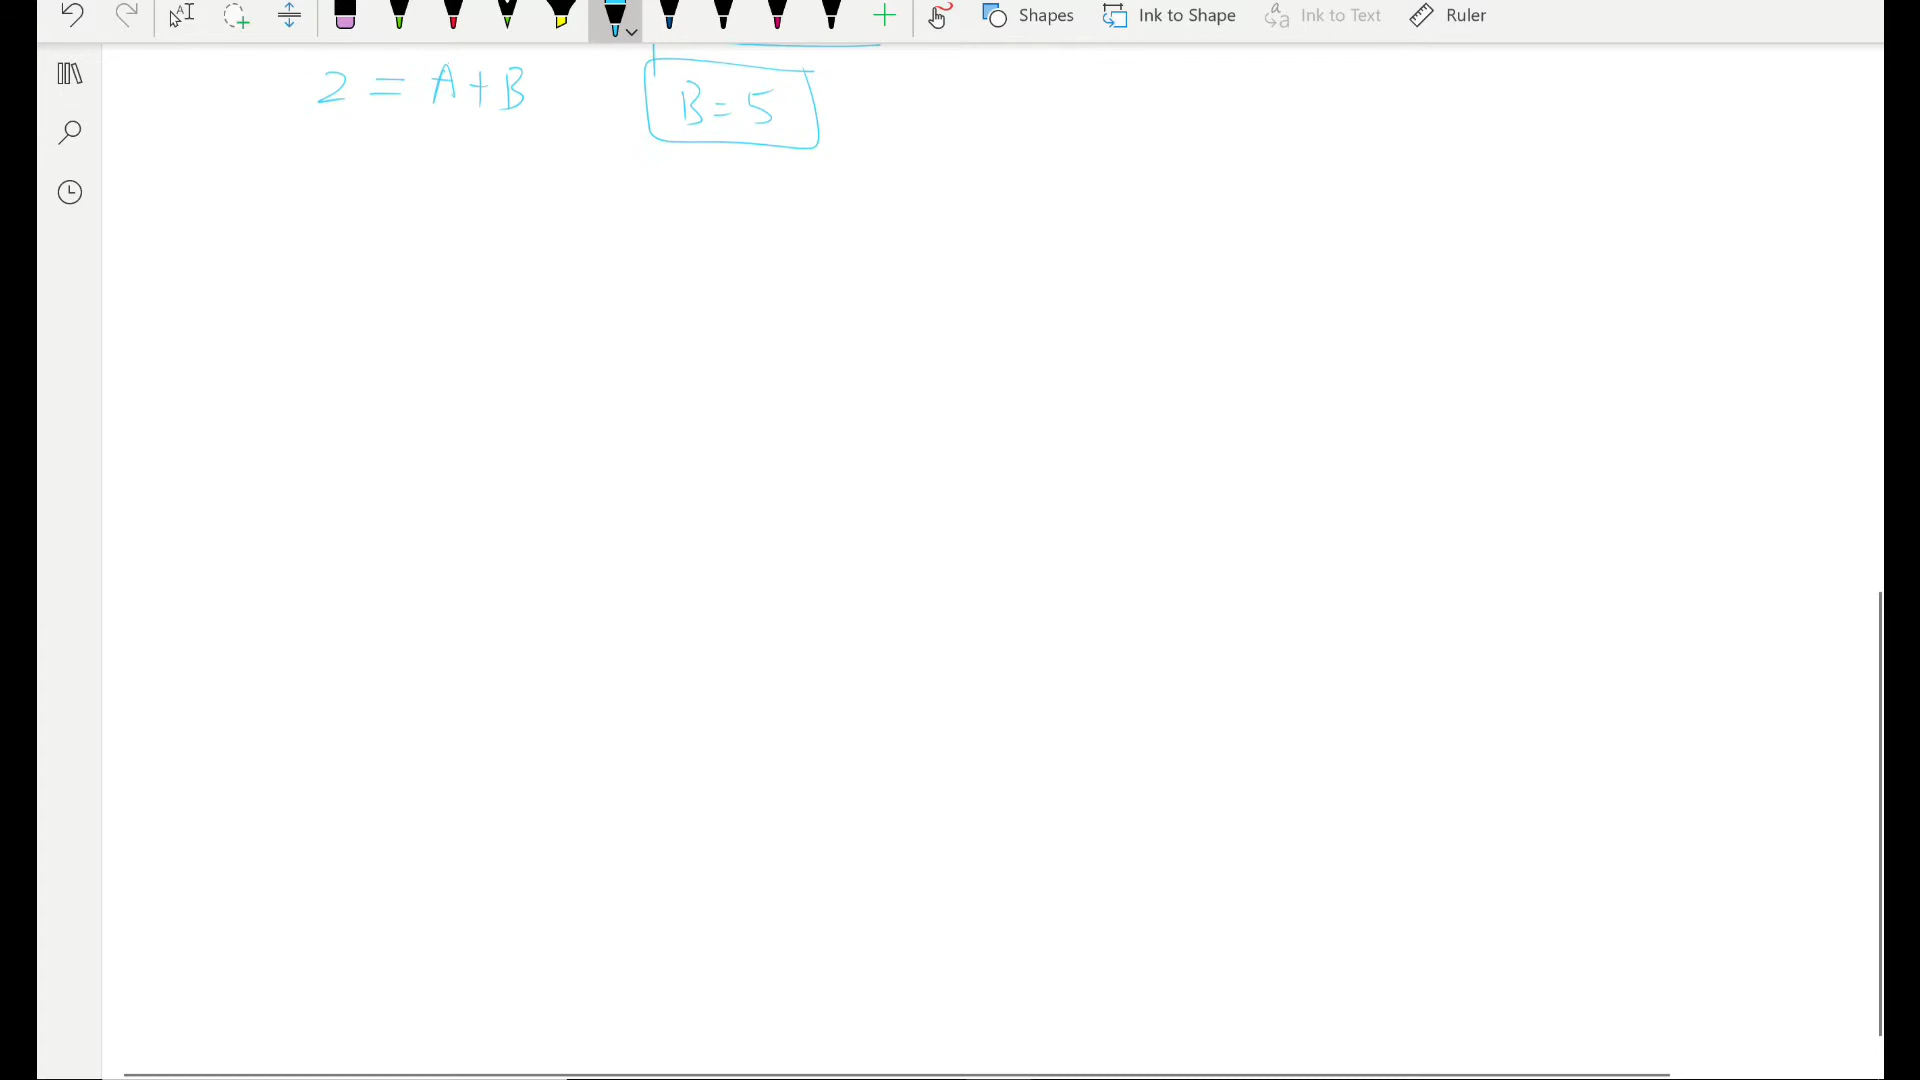 Shapes Ink to Shape Ink to Text Ruler
2 = A + B
B = 5